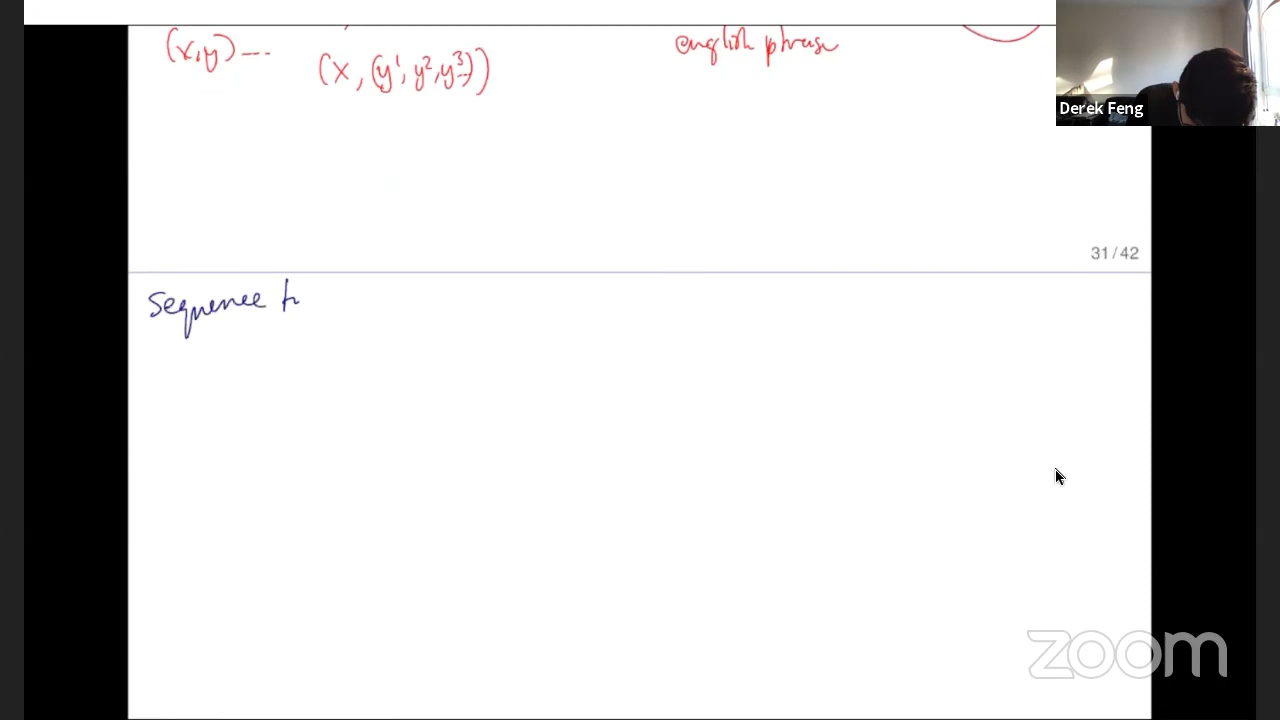 (x,y) ---
(x, (y¹, y², y³--))
english phrase
Derek Feng
31/42
Sequence t
zoom